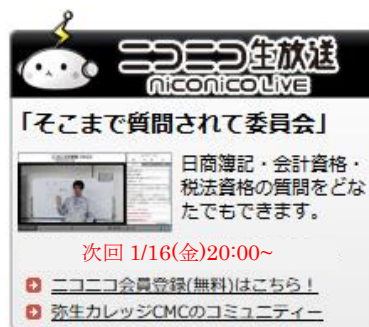 ニコニコ生放送
niconico LIVE
「そこまで質問されて委員会」
日商簿記・会計資格・
税法資格の質問をどな
たでもできます。
次回 1/16(金)20:00~
ニコニコ会員登録(無料)はこちら！
弥生カレッジCMCのコミュニティー